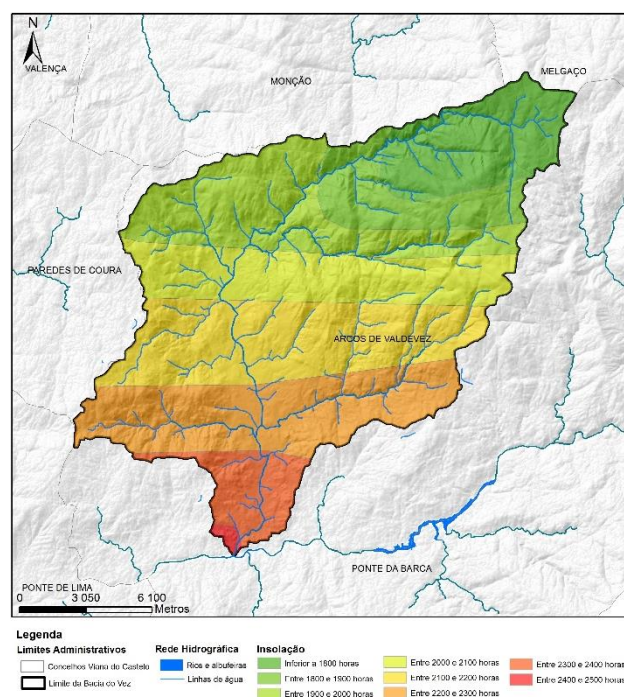 N
VALENÇA
MONÇÃO
MELGAÇO
PAREDES DE COURA
ARCOS DE VALDEVEZ
PONTE DA BARCA
PONTE DE LIMA
0 3 050 6 100
Metros
Legenda
Limites Administrativos
Concelhos Viana do Castelo
Limite da Bacia do Vez
Rede Hidrográfica
Rios e albufeiras
Linhas de água
Insolação
Inferior a 1800 horas
Entre 1800 e 1900 horas
Entre 1900 e 2000 horas
Entre 2000 e 2100 horas
Entre 2100 e 2200 horas
Entre 2200 e 2300 horas
Entre 2300 e 2400 horas
Entre 2400 e 2500 horas